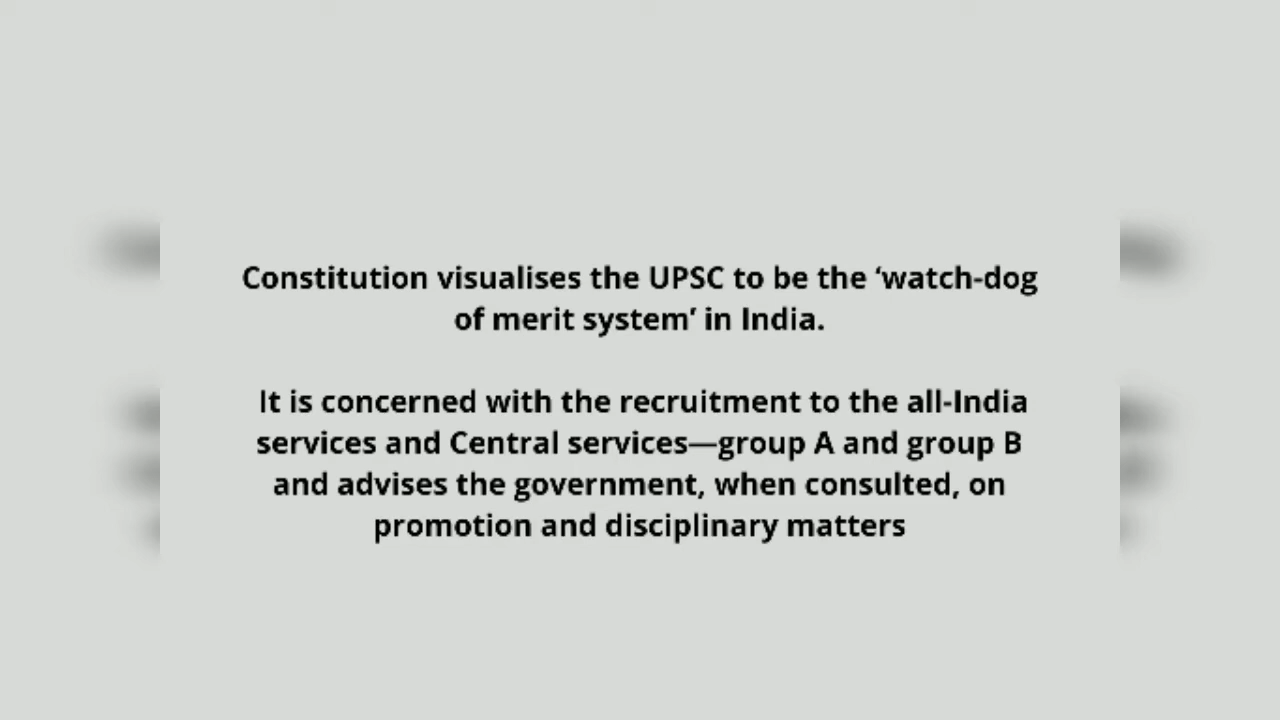 Constitution visualises the UPSC to be the ‘watch-dog
of merit system’ in India.
It is concerned with the recruitment to the all-India
services and Central services—group A and group B
and advises the government, when consulted, on
promotion and disciplinary matters